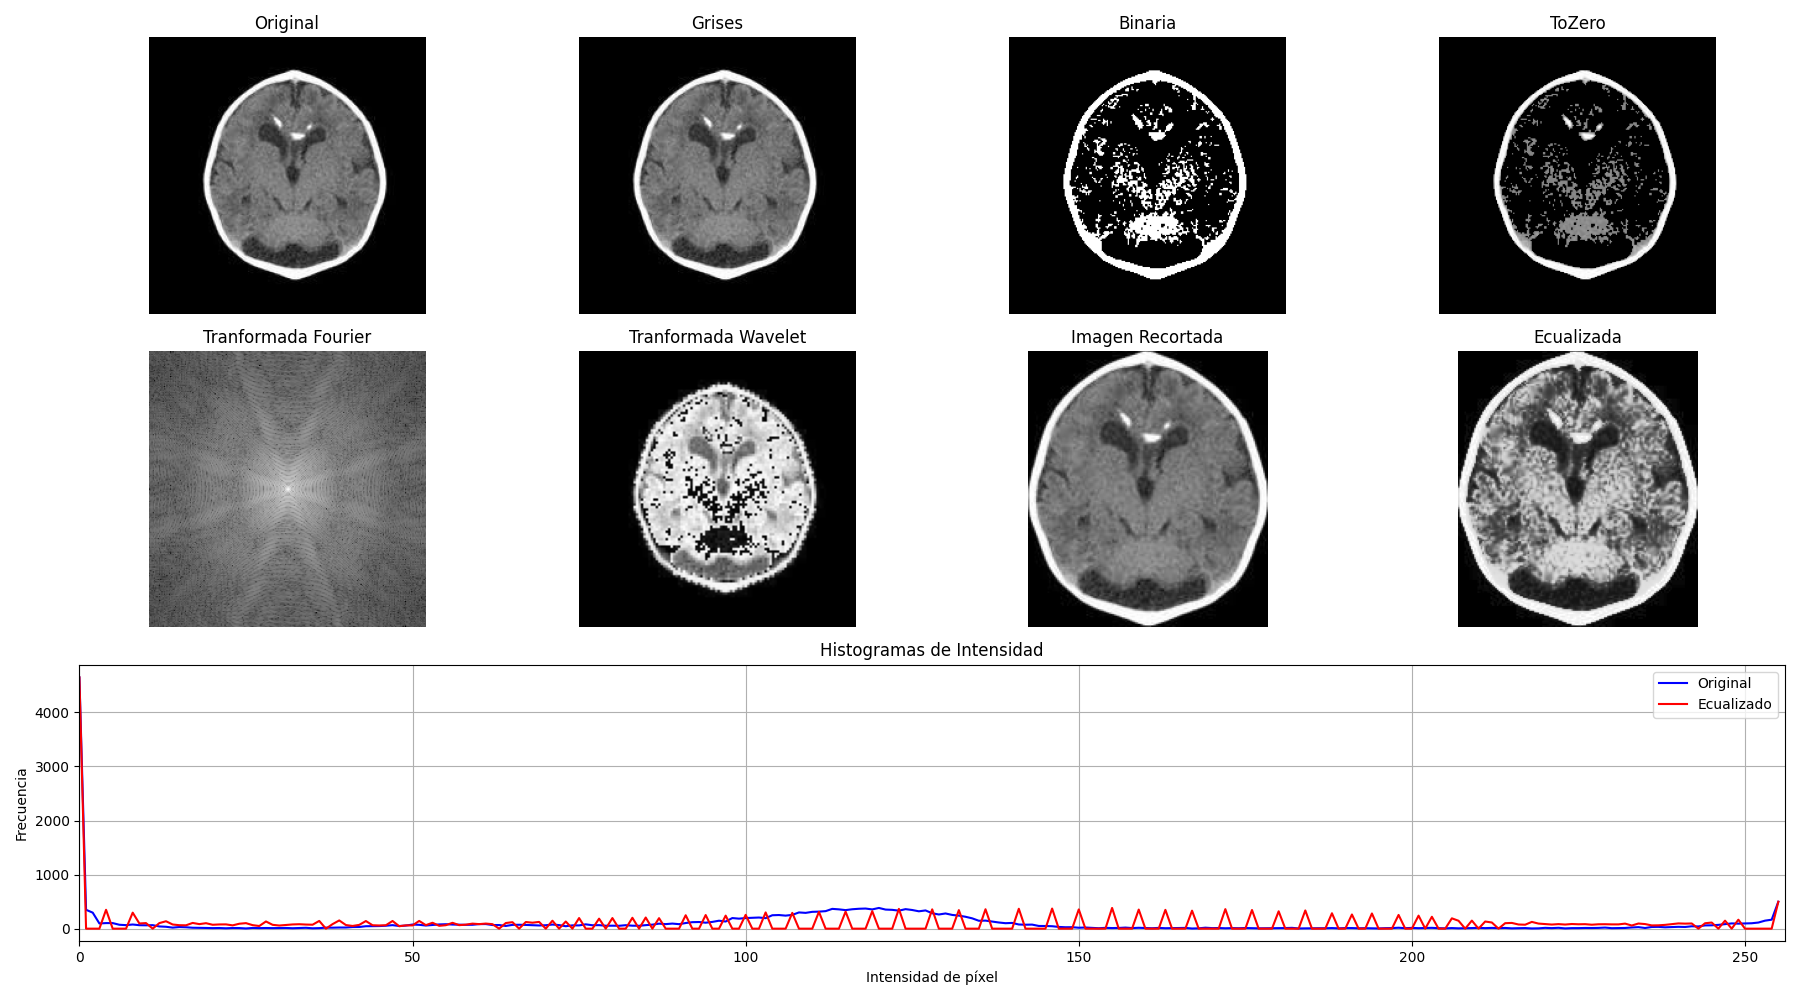 Original
Grises
Binaria
ToZero
Tranformada Fourier
Tranformada Wavelet
Imagen Recortada
Ecualizada
Histogramas de Intensidad
Original
Ecualizado
Frecuencia
4000
3000
2000
1000
0
0
50
100
150
200
250
Intensidad de píxel